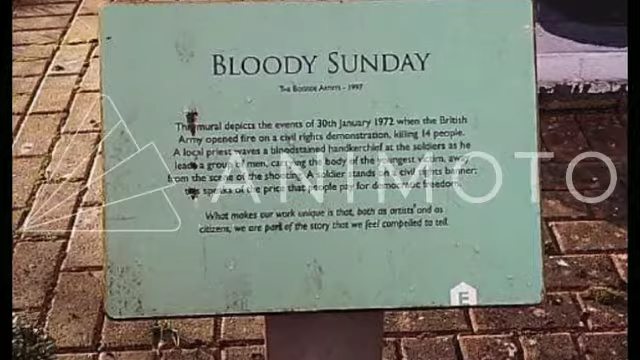 BLOODY SUNDAY
THE BOGSIDE ARTISTS - 1997
The mural depicts the events of 30th January 1972 when the British
Army opened fire on a civil rights demonstration, killing 14 people.
A local priest waves a bloodstained handkerchief at the soldiers as he
leads a group of men, carrying the body of the youngest victim, away
from the scene of the shooting. A soldier stands on a civil rights banner:
this speaks of the price that people pay for democratic freedom.
What makes our work unique is that, both as artists and as
citizens, we are part of the story that we feel compelled to tell.
ANIMOTO
E